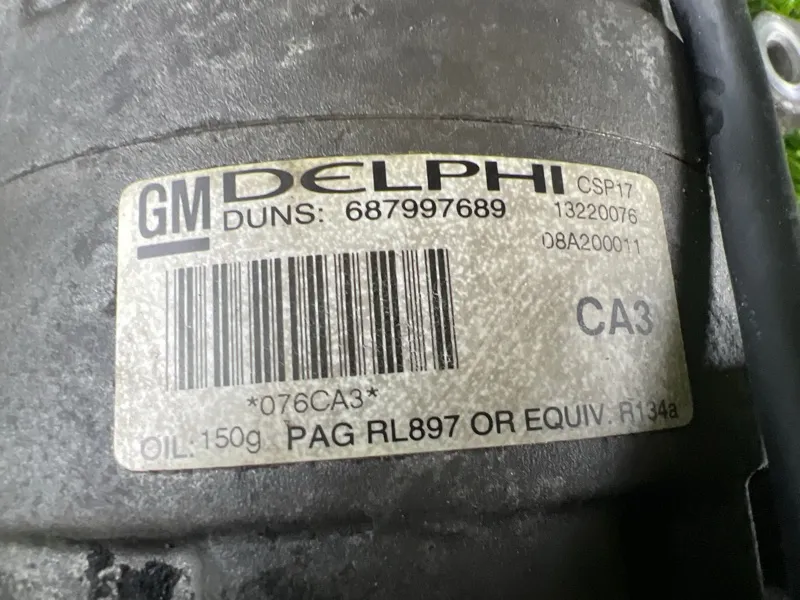 GM DELPHI CSP17
DUNS: 687997689 13220076
08A200011
CA3
*076CA3*
OIL: 150g PAG RL897 OR EQUIV. R134a